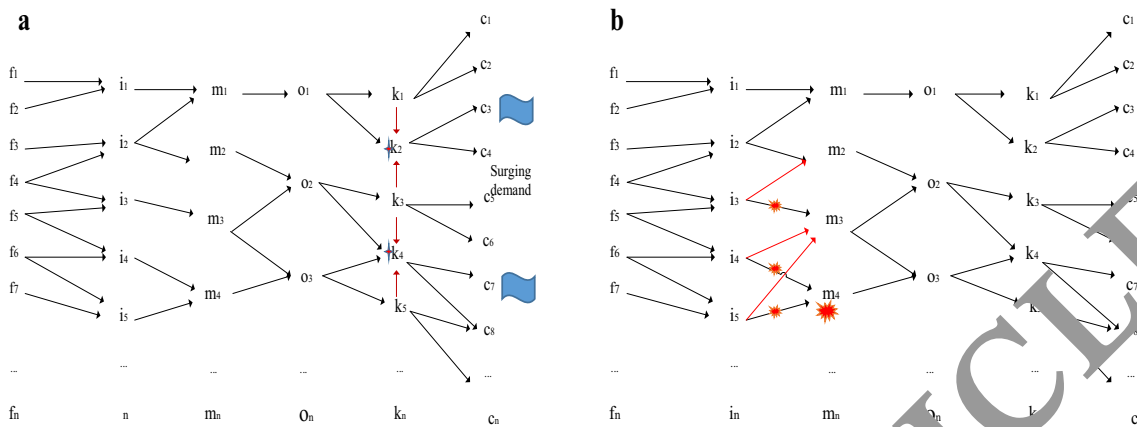 a
f1
f2
f3
f4
f5
f6
f7
...
fn
i1
i2
i3
i4
i5
...
n
m1
m2
m3
m4
...
mn
o1
o2
o3
...
on
k1
k2
k3
k4
k5
...
kn
c1
c2
c3
c4
Surging
demand
c5
c6
c7
c8
...
cn
b
f1
f2
f3
f4
f5
f6
f7
...
fn
i1
i2
i3
i4
i5
...
in
m1
m2
m3
m4
...
mn
o1
o2
o3
...
on
k1
k2
k3
k4
...
c1
c2
c3
c4